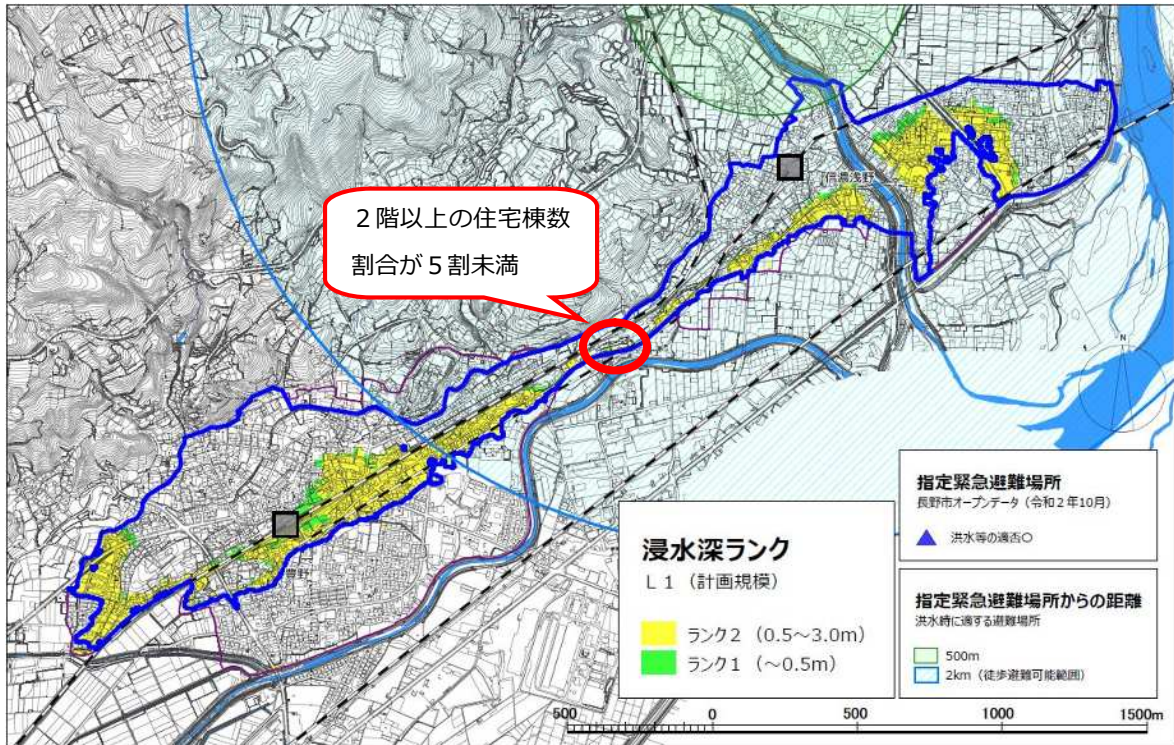 ２階以上の住宅棟数
割合が５割未満
信濃浅野
豊野
N
浸水深ランク
Ｌ１（計画規模）
ランク２（0.5～3.0m）
ランク１（～0.5m）
指定緊急避難場所
長野市オープンデータ（令和２年10月）
洪水等の適否〇
指定緊急避難場所からの距離
洪水時に適する避難場所
500m
2km（徒歩避難可能範囲）
500 0 500 1000 1500m